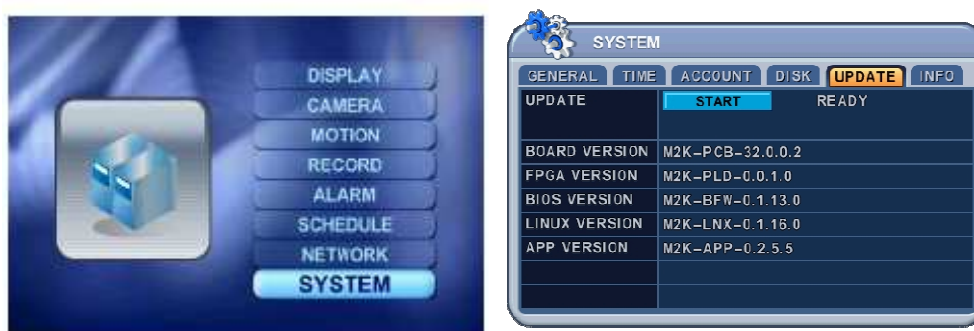 DISPLAY
CAMERA
MOTION
RECORD
ALARM
SCHEDULE
NETWORK
SYSTEM
SYSTEM
GENERAL TIME ACCOUNT DISK UPDATE INFO
UPDATE START READY
BOARD VERSION M2K-PCB-32.0.0.2
FPGA VERSION M2K-PLD-0.0.1.0
BIOS VERSION M2K-BFW-0.1.13.0
LINUX VERSION M2K-LNX-0.1.16.0
APP VERSION M2K-APP-0.2.5.5